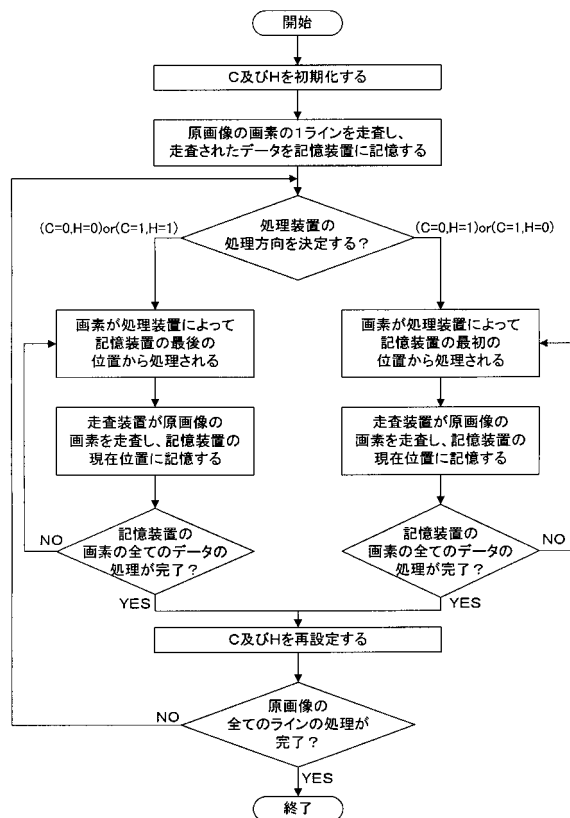 開始
C及びHを初期化する
原画像の画素の1ラインを走査し、
走査されたデータを記憶装置に記憶する
(C=0,H=0)or(C=1,H=1)
処理装置の
処理方向を決定する?
(C=0,H=1)or(C=1,H=0)
画素が処理装置によって
記憶装置の最後の
位置から処理される
画素が処理装置によって
記憶装置の最初の
位置から処理される
走査装置が原画像の
画素を走査し、記憶装置の
現在位置に記憶する
走査装置が原画像の
画素を走査し、記憶装置の
現在位置に記憶する
NO
記憶装置の
画素の全てのデータの
処理が完了?
YES
記憶装置の
画素の全てのデータの
処理が完了?
NO
YES
C及びHを再設定する
NO
原画像の
全てのラインの処理が
完了?
YES
終了